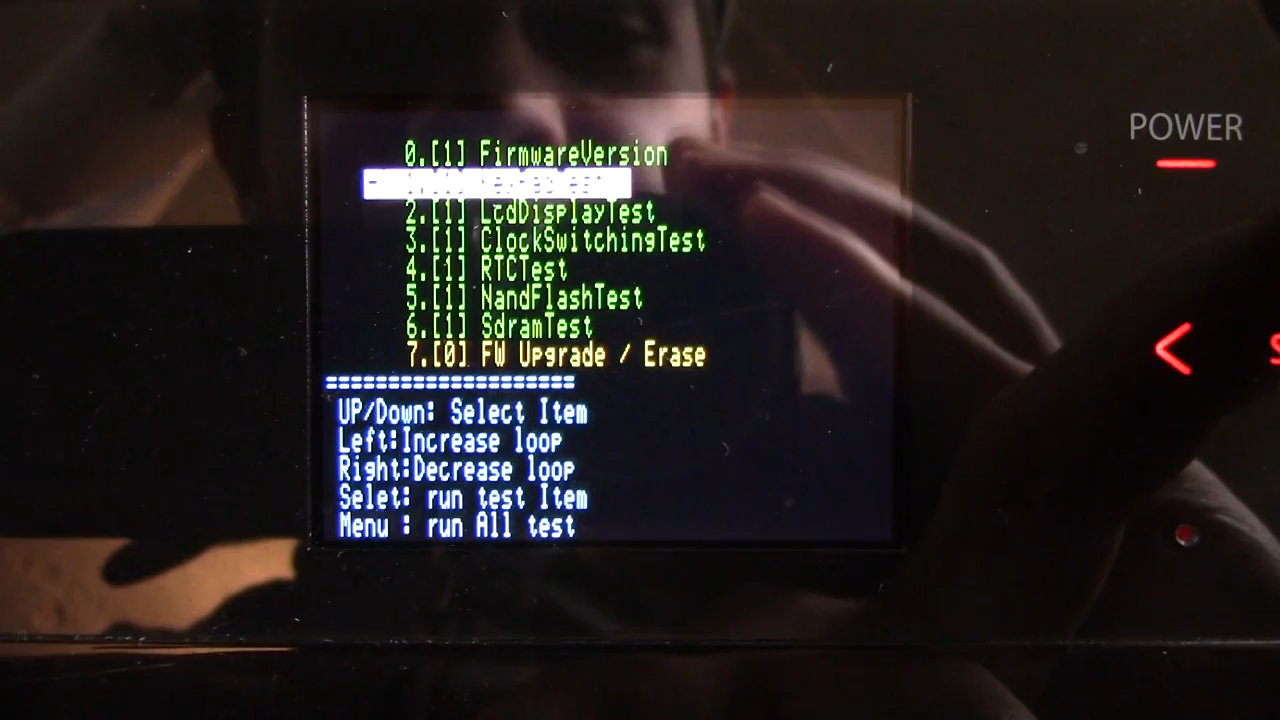 0.[1] FirmwareVersion
2.[1] LcdDisplayTest
3.[1] ClockSwitchingTest
4.[1] RTCTest
5.[1] NandFlashTest
6.[1] SdramTest
7.[0] FW Upgrade / Erase
====================
UP/Down: Select Item
Left:Increase loop
Right:Decrease loop
Selet: run test Item
Menu : run All test
POWER
<